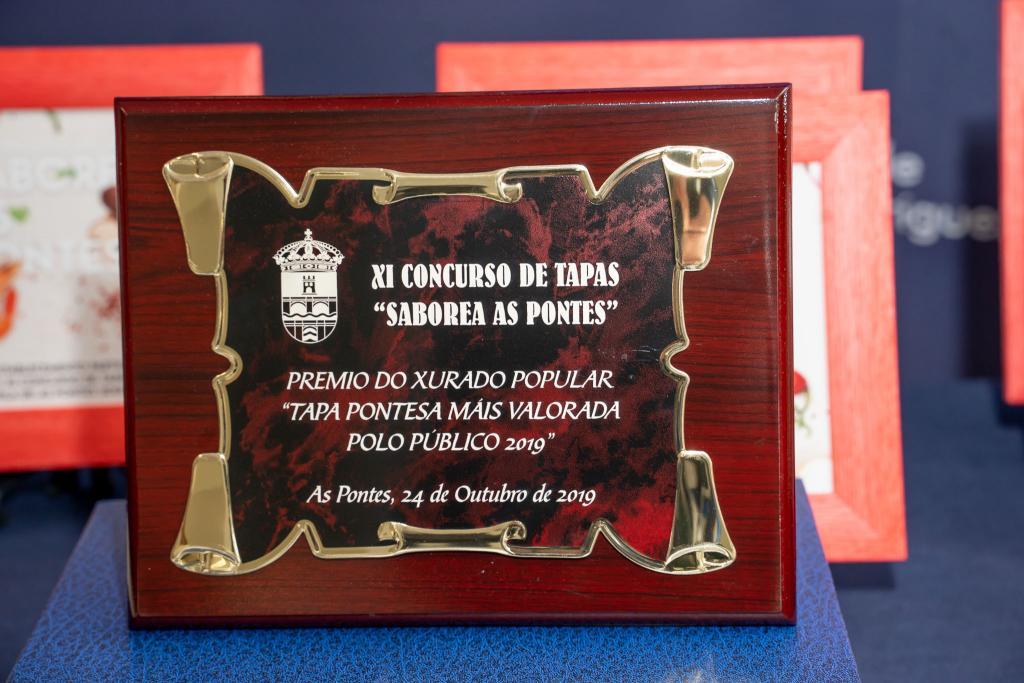 XI CONCURSO DE TAPAS
“SABOREA AS PONTES”
PREMIO DO XURADO POPULAR
“TAPA PONTESA MÁIS VALORADA
POLO PÚBLICO 2019”
As Pontes, 24 de Outubro de 2019